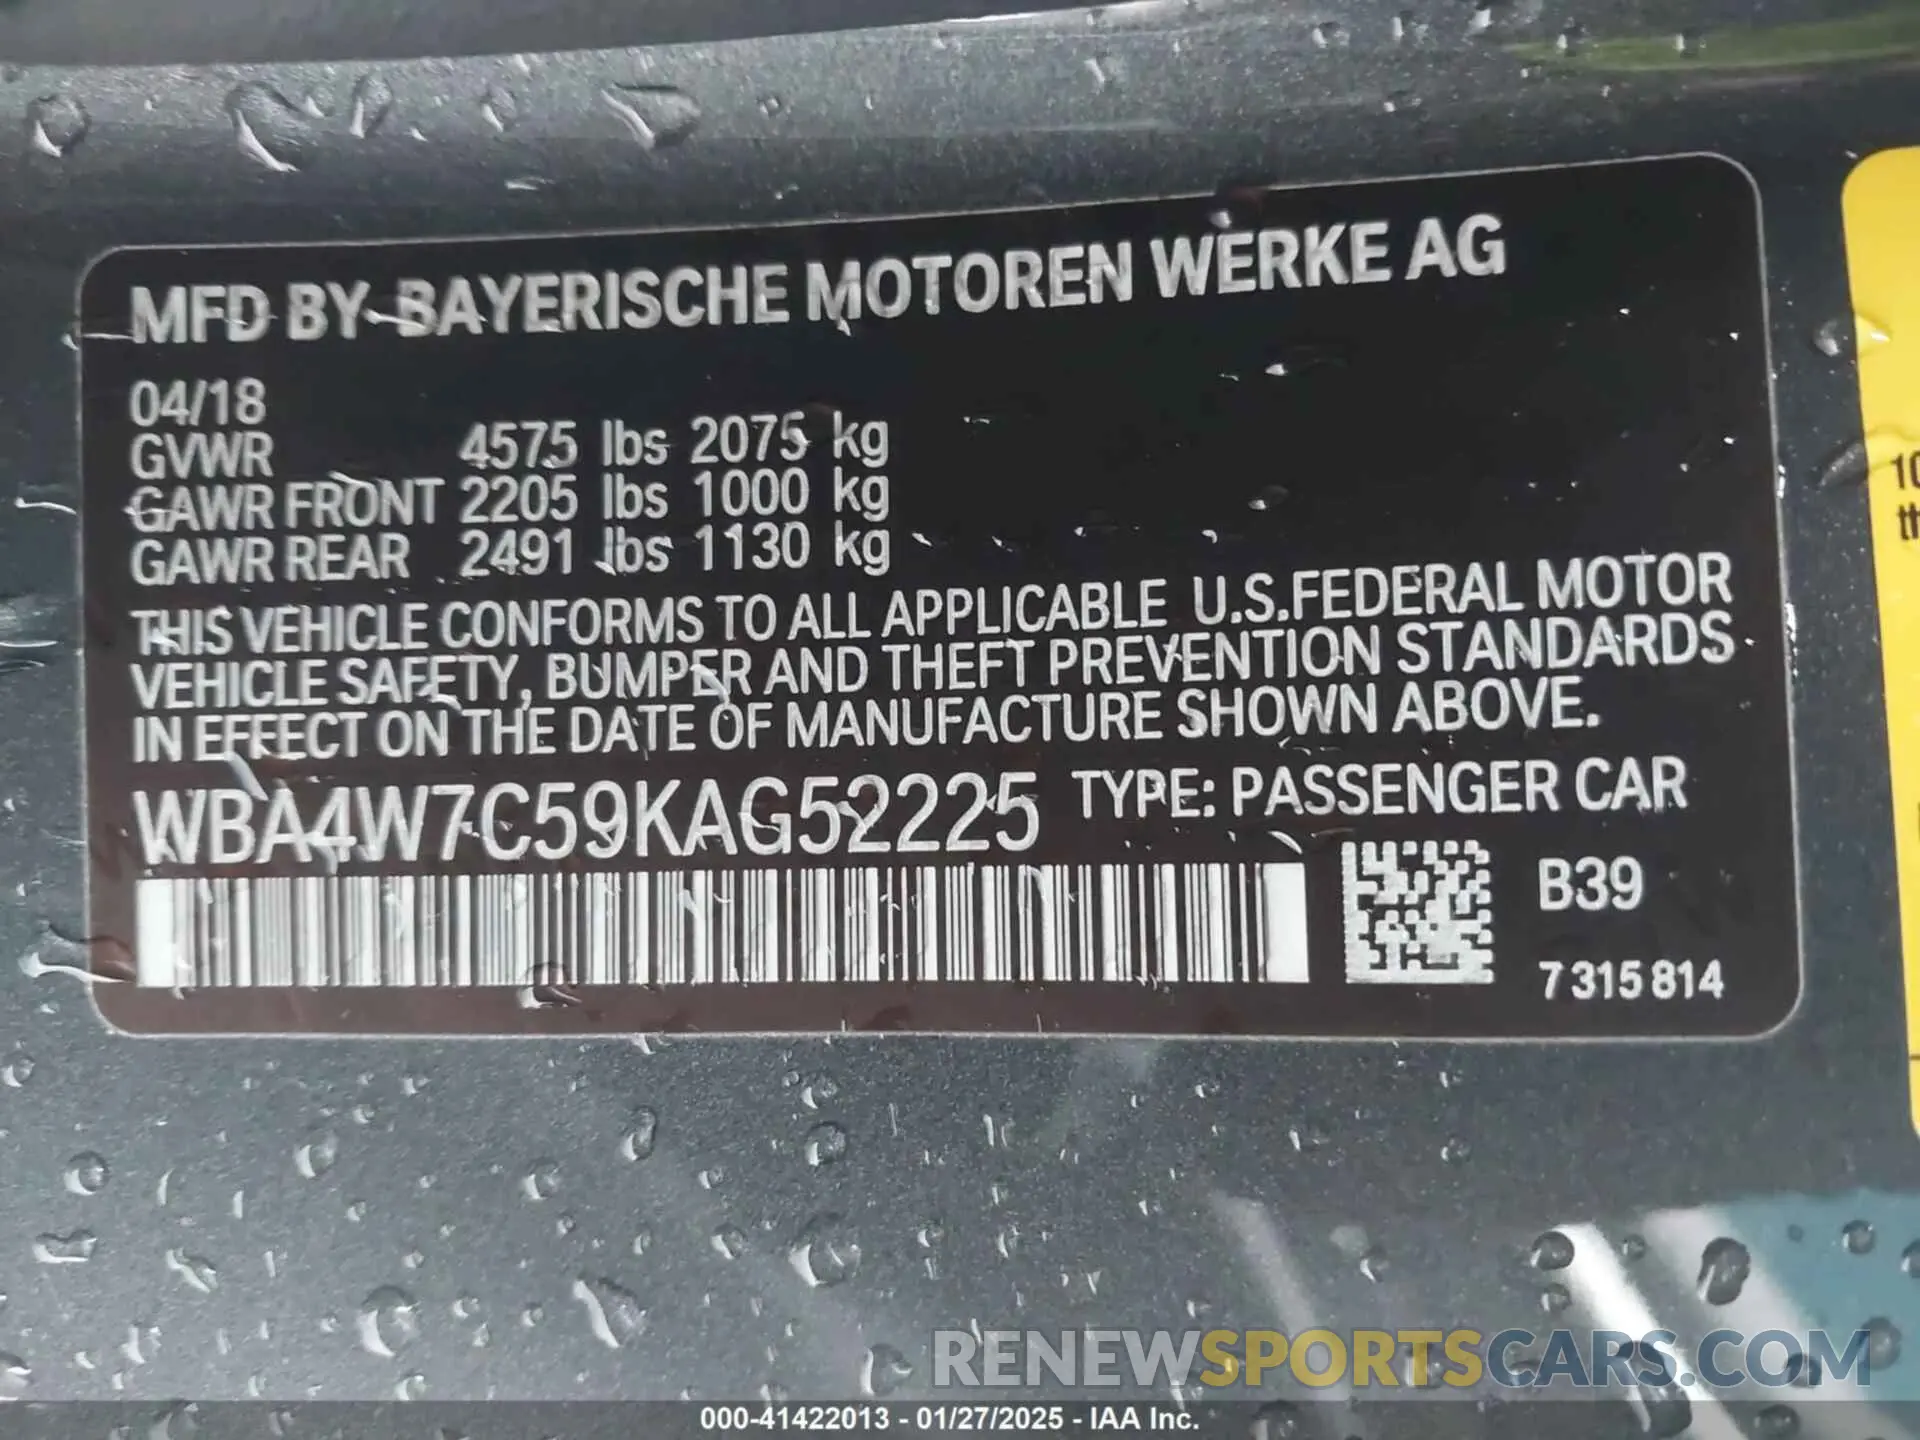 MFD BY BAYERISCHE MOTOREN WERKE AG
04/18
GVWR 4575 lbs 2075 kg
GAWR FRONT 2205 lbs 1000 kg
GAWR REAR 2491 lbs 1130 kg
THIS VEHICLE CONFORMS TO ALL APPLICABLE U.S.FEDERAL MOTOR
VEHICLE SAFETY, BUMPER AND THEFT PREVENTION STANDARDS
IN EFFECT ON THE DATE OF MANUFACTURE SHOWN ABOVE.
WBA4W7C59KAG52225 TYPE: PASSENGER CAR
B39
7 315 814
RENEWSPORTSCARS.COM
000-41422013 - 01/27/2025 - IAA Inc.